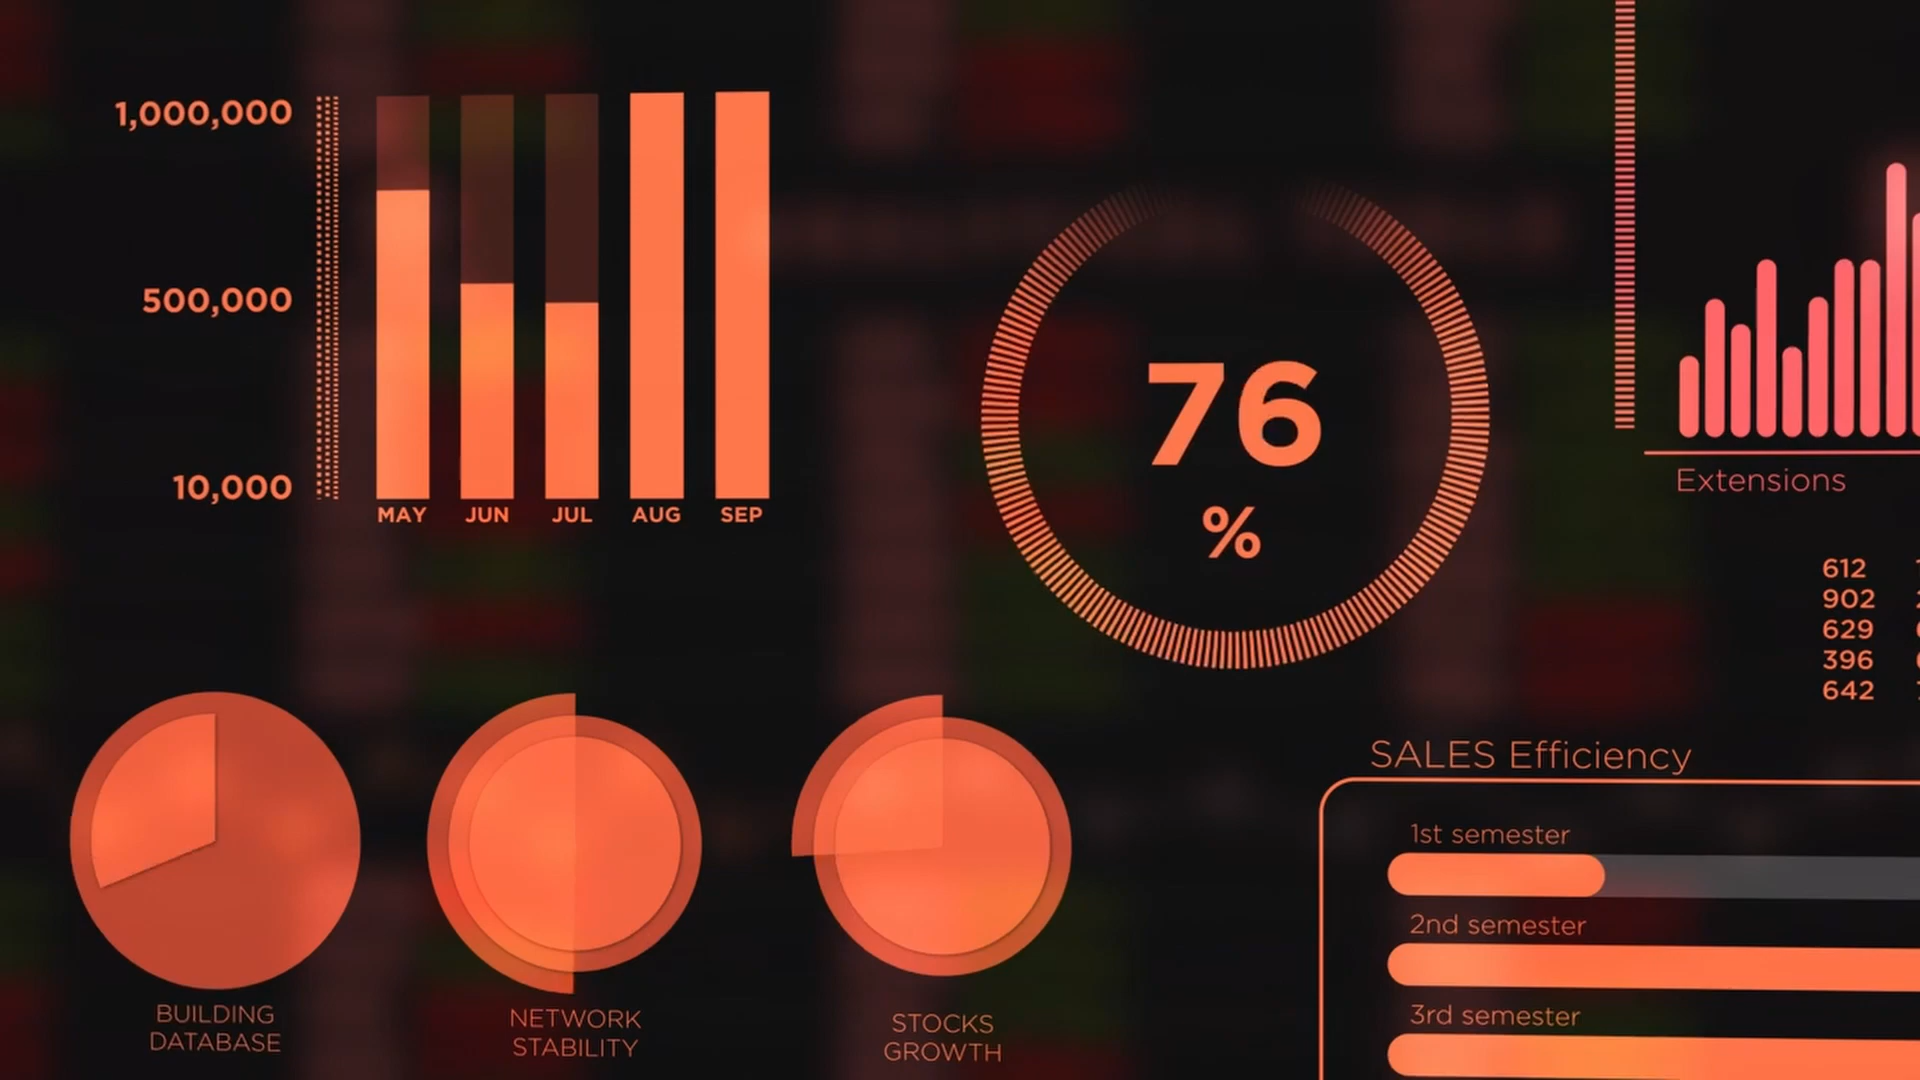 1,000,000
500,000
10,000
MAY JUN JUL AUG SEP
76
%
Extensions
612
902
629
396
642
SALES Efficiency
1st semester
2nd semester
3rd semester
BUILDING
DATABASE
NETWORK
STABILITY
STOCKS
GROWTH